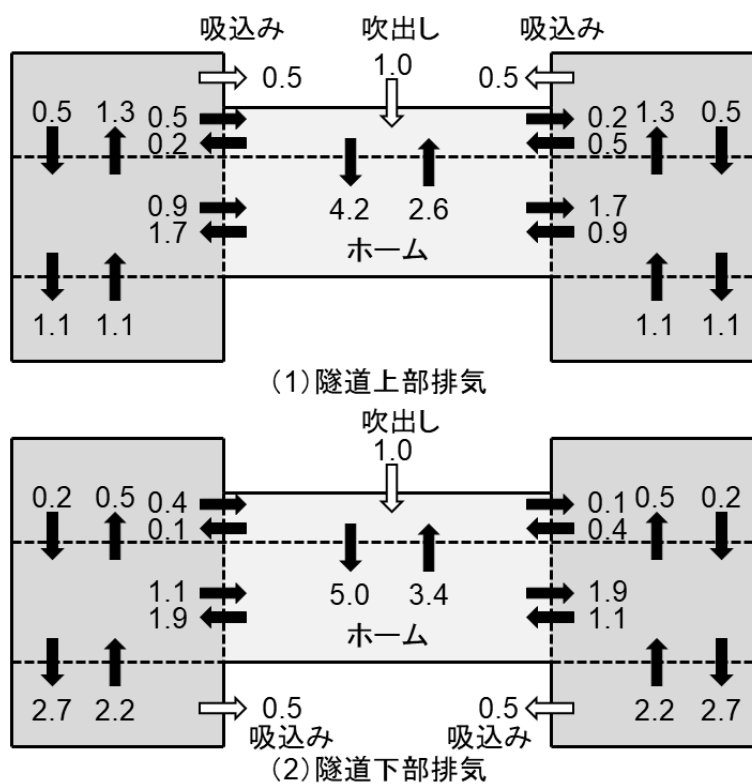 吸込み 吹出し 吸込み
0.5 1.0 0.5
0.5 1.3 0.5 0.2 1.3 0.5
0.2 0.5
0.9 4.2 2.6 1.7
1.7 ホーム 0.9
1.1 1.1 1.1 1.1
(1)隧道上部排気
吹出し
1.0
0.2 0.5 0.4 0.1 0.5 0.2
0.1 0.4
1.1 5.0 3.4 1.9
1.9 ホーム 1.1
2.7 2.2 0.5 0.5 2.2 2.7
吸込み 吸込み
(2)隧道下部排気